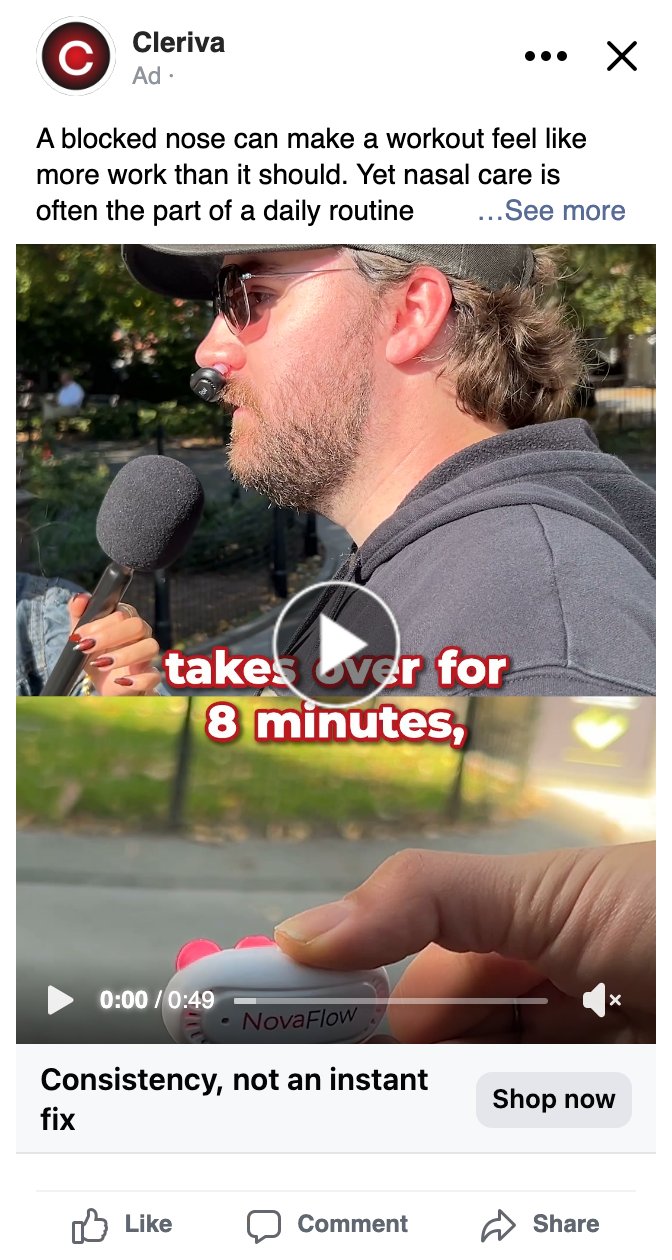 C
Cleriva
Ad ·
A blocked nose can make a workout feel like
more work than it should. Yet nasal care is
often the part of a daily routine
...See more
takes over for
8 minutes,
NovaFlow
0:00 / 0:49
Consistency, not an instant
fix
Shop now
Like
Comment
Share